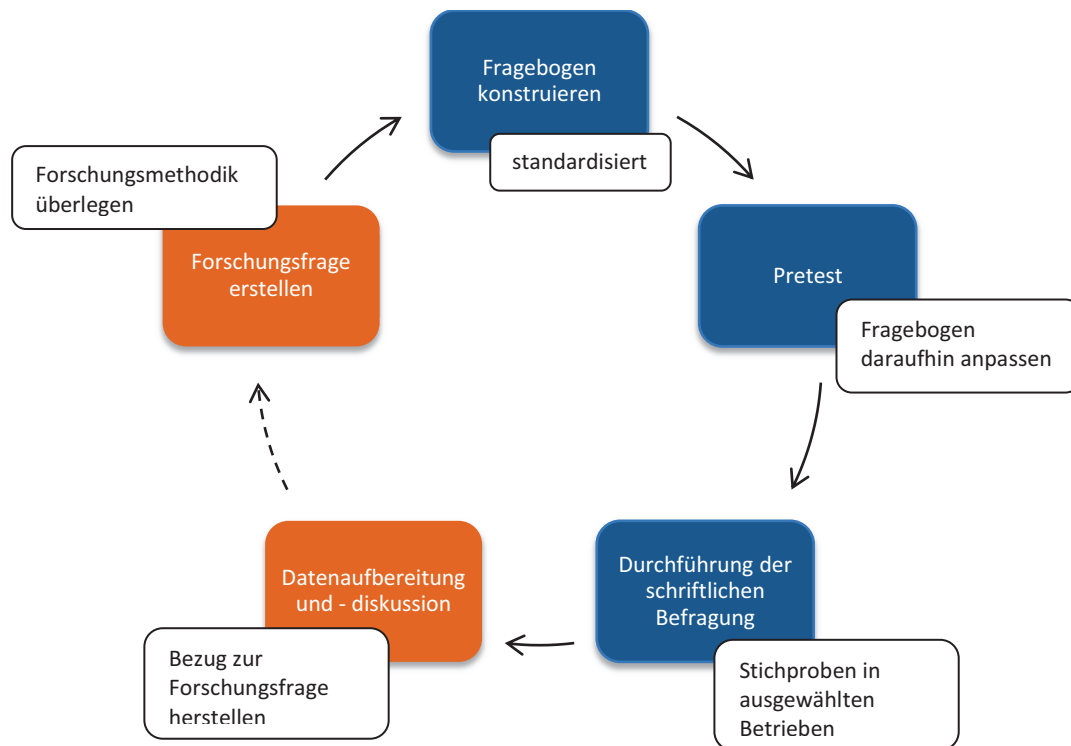 Fragebogen
konstruieren
standardisiert
Forschungsmethodik
überlegen
Forschungsfrage
erstellen
Pretest
Fragebogen
daraufhin anpassen
Durchführung der
schriftlichen
Befragung
Stichproben in
ausgewählten
Betrieben
Datenaufbereitung
und - diskussion
Bezug zur
Forschungsfrage
herstellen